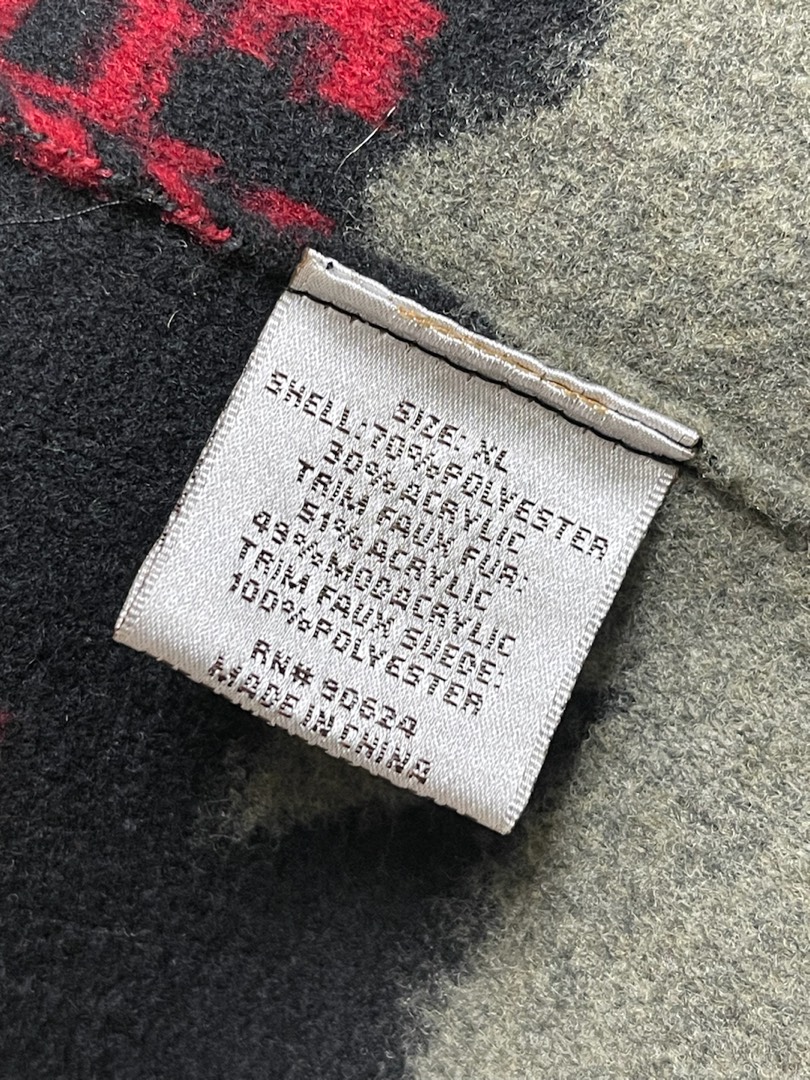 SIZE: XL
SHELL:70%POLYESTER
30%ACRYLIC
TRIM FAUX FUR:
51%ACRYLIC
49%MODACRYLIC
TRIM FAUX SUEDE:
100%POLYESTER
RN# 90634
MADE IN CHINA